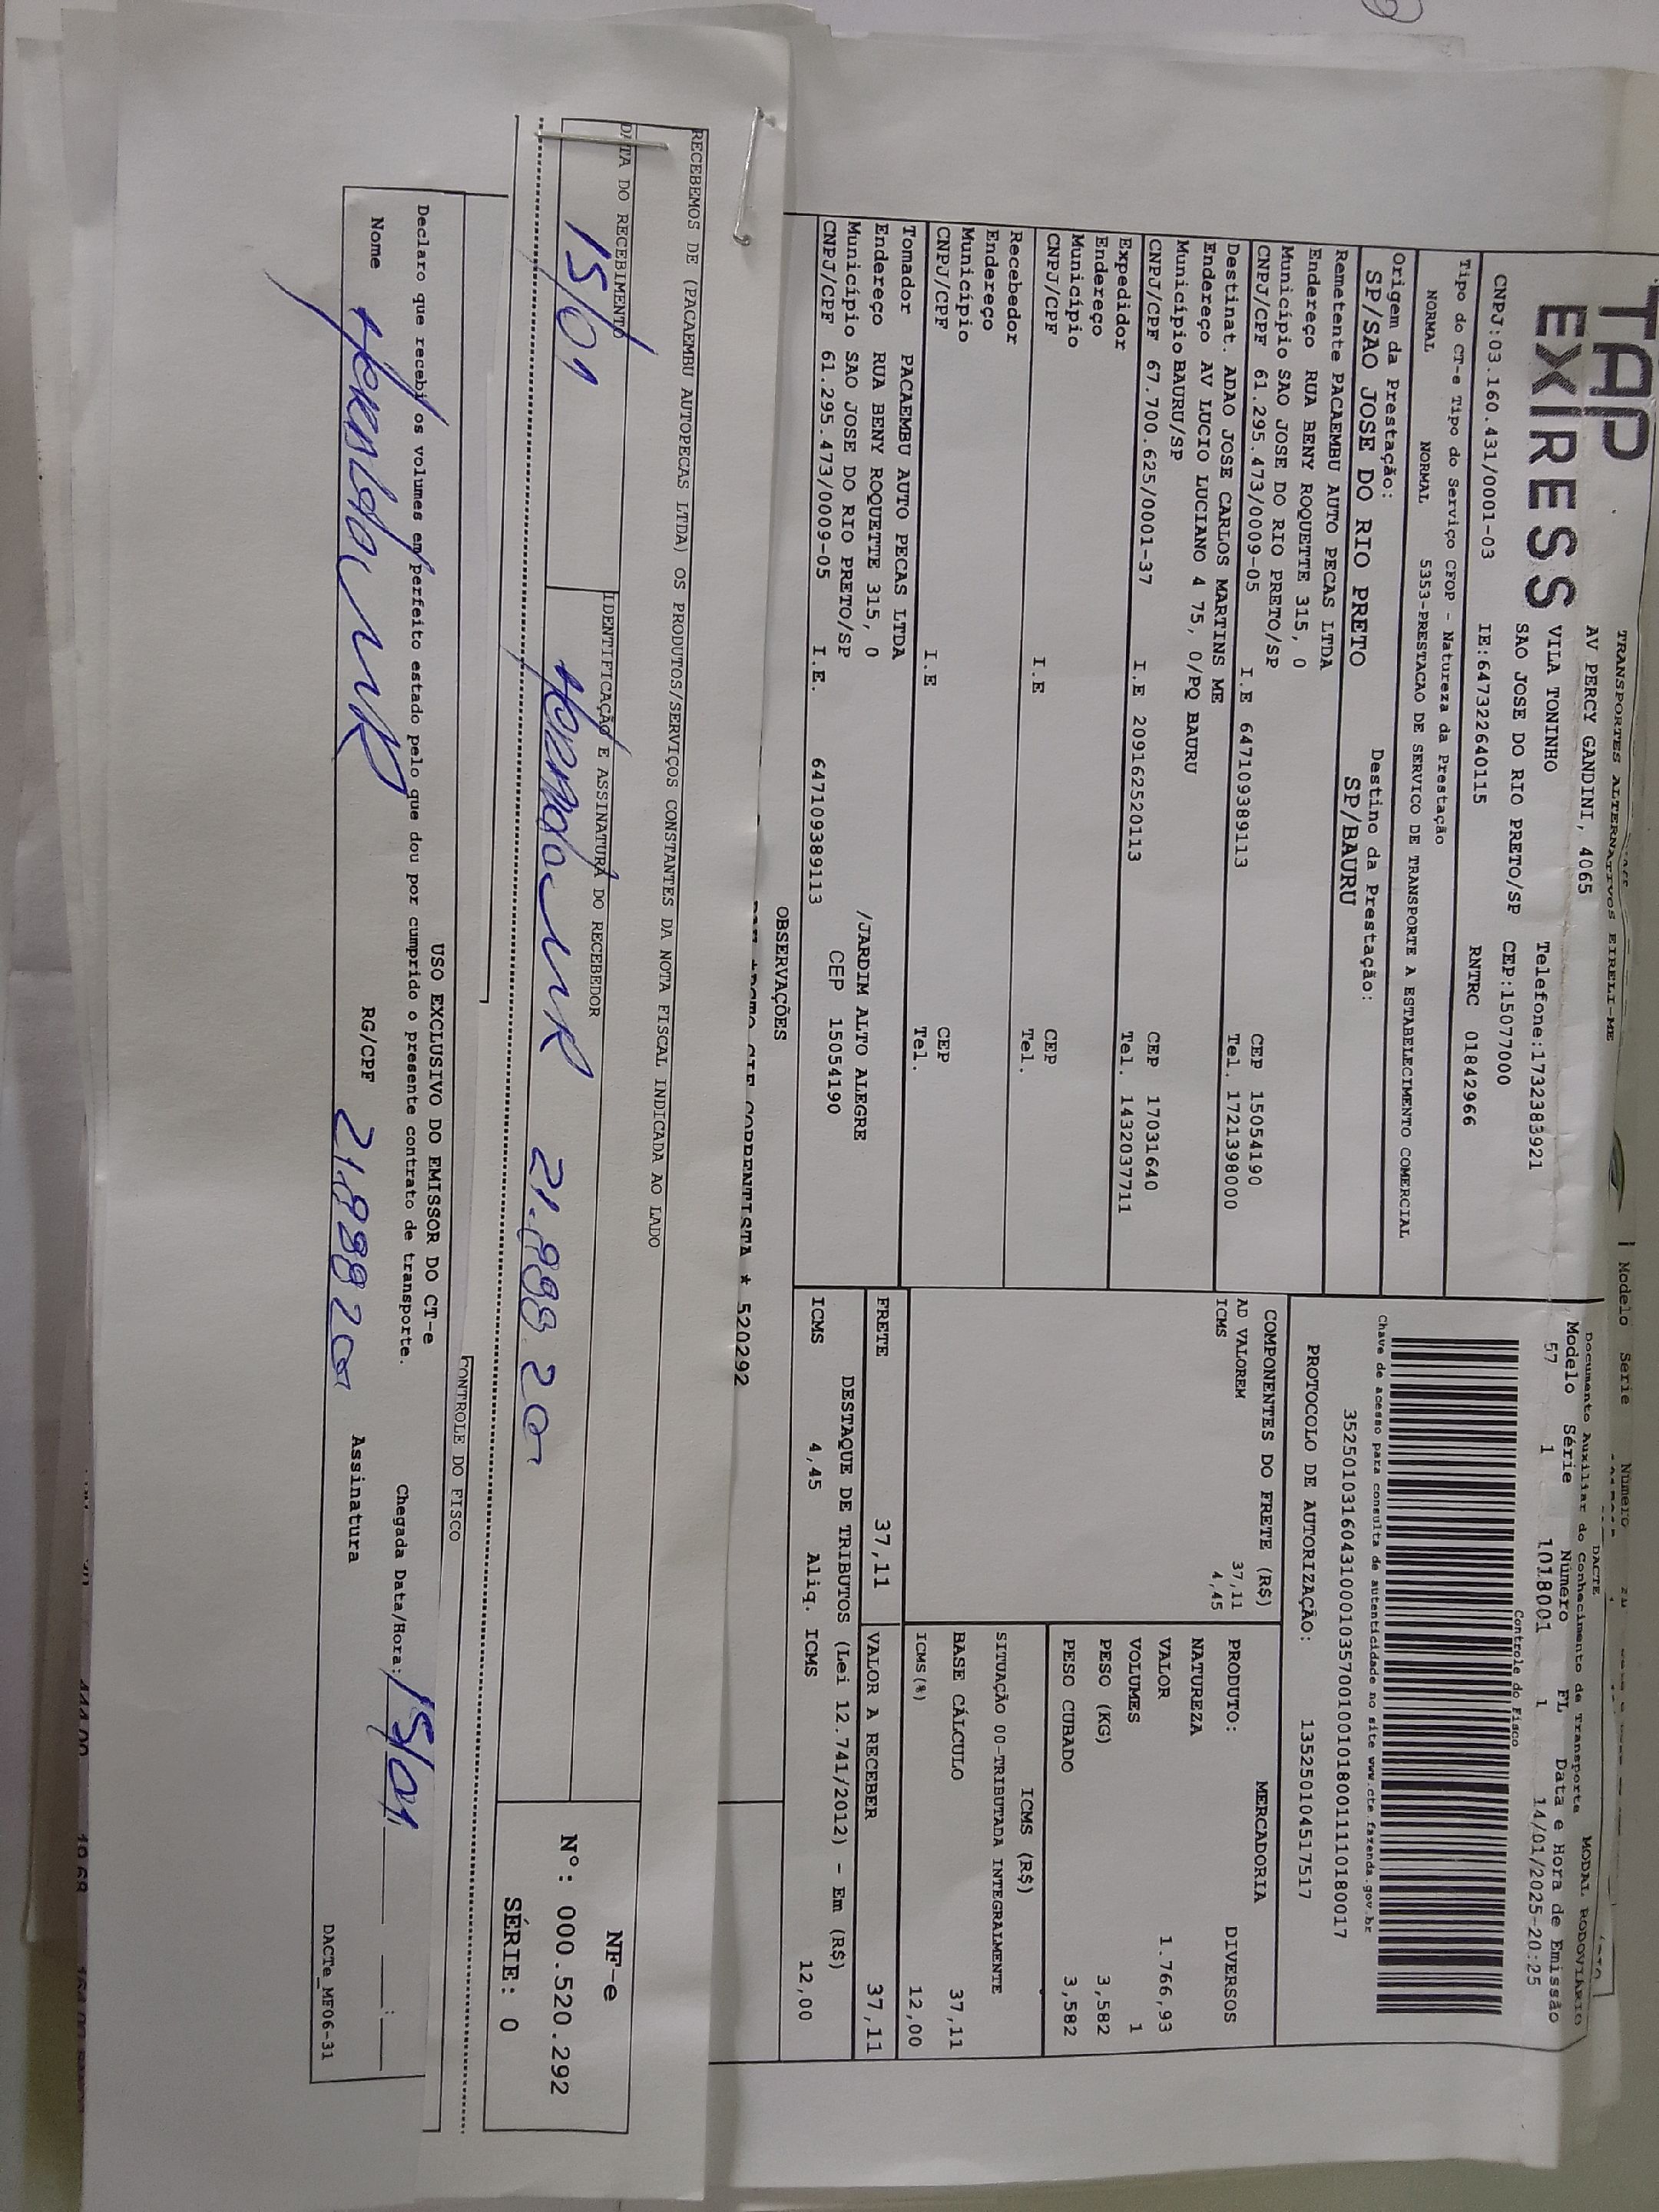 TRANSPORTES ALTERNATIVOS EIRELI-ME
TAP
EXPRESS
AV PERCY GANDINI, 4065
VILA TONINHO
Telefone:1732383921
SAO JOSE DO RIO PRETO/SP
CEP:15077000
CNPJ:03.160.431/0001-03
IE:647322640115
RNTRC 01842966
Tipo do CT-e Tipo do Serviço CFOP - Natureza da Prestação
NORMAL NORMAL 5353-PRESTACAO DE SERVICO DE TRANSPORTE A ESTABELECIMENTO COMERCIAL
Origem da Prestação: Destino da Prestação:
SP/SAO JOSE DO RIO PRETO SP/BAURU
Remetente PACAEMBU AUTO PECAS LTDA
Endereço RUA BENY ROQUETTE 315, 0
Município SAO JOSE DO RIO PRETO/SP CEP 15054190
CNPJ/CPF 61.295.473/0009-05 I.E 647109389113 Tel. 1721398000
Destinat. ADAO JOSE CARLOS MARTINS ME
Endereço AV LUCIO LUCIANO 4 75, 0/PQ BAURU
Município BAURU/SP CEP 17031640
CNPJ/CPF 67.700.625/0001-37 I.E 209162520113 Tel. 1432037711
Expedidor
Endereço
Município CEP
CNPJ/CPF I.E Tel.
Recebedor
Endereço
Município CEP
CNPJ/CPF I.E Tel.
Tomador PACAEMBU AUTO PECAS LTDA
Endereço RUA BENY ROQUETTE 315, 0 /JARDIM ALTO ALEGRE
Município SAO JOSE DO RIO PRETO/SP CEP 15054190
CNPJ/CPF 61.295.473/0009-05 I.E. 647109389113
Modelo Série Número
DACTE
Documento Auxiliar do Conhecimento de Transporte
MODAL RODOVIÁRIO
Modelo Série Número FL Data e Hora de Emissão
57 1 1018001 1 14/01/2025-20:25
Controle do Fisco
Chave de acesso para consulta de autenticidade no site www.cte.fazenda.gov.br
35250103160431000103570010010180011110180017
PROTOCOLO DE AUTORIZAÇÃO: 135250104517517
COMPONENTES DO FRETE (R$)
AD VALOREM 37,11
ICMS 4,45
MERCADORIA
PRODUTO: DIVERSOS
NATUREZA
VALOR 1.766,93
VOLUMES 1
PESO (KG) 3,582
PESO CUBADO 3,582
ICMS (R$)
SITUAÇÃO 00-TRIBUTADA INTEGRALMENTE
BASE CÁLCULO 37,11
ICMS(%) 12,00
FRETE 37,11 VALOR A RECEBER 37,11
DESTAQUE DE TRIBUTOS (Lei 12.741/2012) - Em (R$)
ICMS 4,45 Aliq. ICMS 12,00
OBSERVAÇÕES
CIF CORRENTISTA * 520292
RECEBEMOS DE (PACAEMBU AUTOPECAS LTDA) OS PRODUTOS/SERVIÇOS CONSTANTES DA NOTA FISCAL INDICADA AO LADO
DATA DO RECEBIMENTO
15/01
IDENTIFICAÇÃO E ASSINATURA DO RECEBEDOR
21.898.20
NF-e
Nº: 000.520.292
SÉRIE: 0
CONTROLE DO FISCO
USO EXCLUSIVO DO EMISSOR DO CT-e
Declaro que recebi os volumes em perfeito estado pelo que dou por cumprido o presente contrato de transporte.
Chegada Data/Hora: 15/01 __:__
Nome
RG/CPF
Assinatura
DACTe_MF06-31